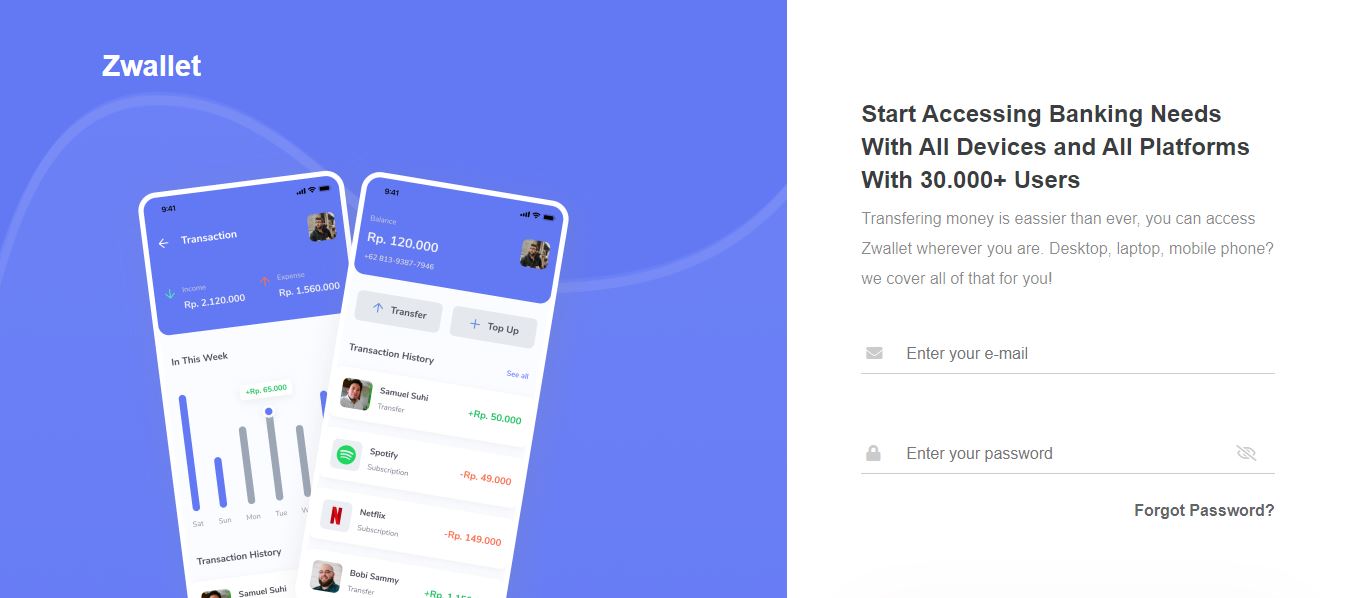 Zwallet
9:41
Transaction
Income
Rp. 2.120.000
Expense
Rp. 1.560.000
In This Week
+Rp. 65.000
Sat
Sun
Mon
Tue
Transaction History
Samuel Suhi
9:41
Balance
Rp. 120.000
+62 813-9387-7946
Transfer
Top Up
Transaction History
See all
Samuel Suhi
Transfer
+Rp. 50.000
Spotify
Subscription
-Rp. 49.000
Netflix
Subscription
-Rp. 149.000
Bobi Sammy
Transfer
Start Accessing Banking Needs
With All Devices and All Platforms
With 30.000+ Users
Transfering money is eassier than ever, you can access
Zwallet wherever you are. Desktop, laptop, mobile phone?
we cover all of that for you!
Enter your e-mail
Enter your password
Forgot Password?